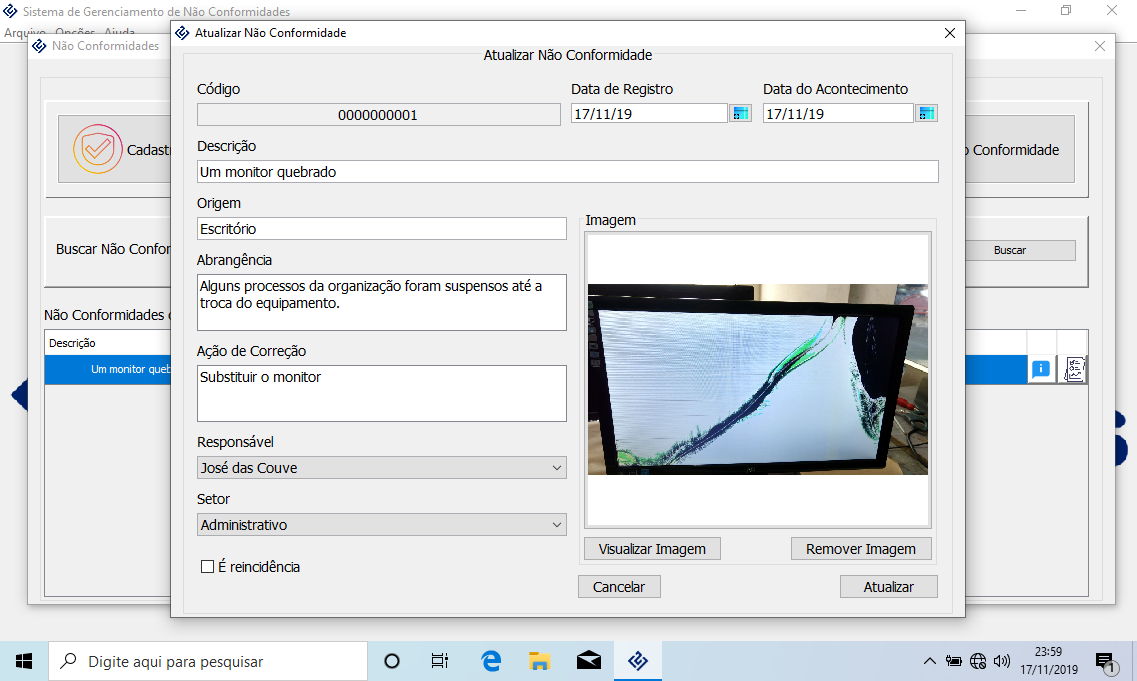 Sistema de Gerenciamento de Não Conformidades
Arquivo Opções Ajuda
Não Conformidades
Atualizar Não Conformidade
Atualizar Não Conformidade
Código
Data de Registro
Data do Acontecimento
0000000001
17/11/19
17/11/19
Cadast
Conformidade
Descrição
Um monitor quebrado
Origem
Escritório
Imagem
Buscar Não Confor
Buscar
Abrangência
Alguns processos da organização foram suspensos até a
troca do equipamento.
Não Conformidades
Descrição
Um monitor queb
Ação de Correção
Substituir o monitor
Responsável
José das Couve
Setor
Administrativo
É reincidência
Visualizar Imagem
Remover Imagem
Cancelar
Atualizar
Digite aqui para pesquisar
23:59
17/11/2019
1